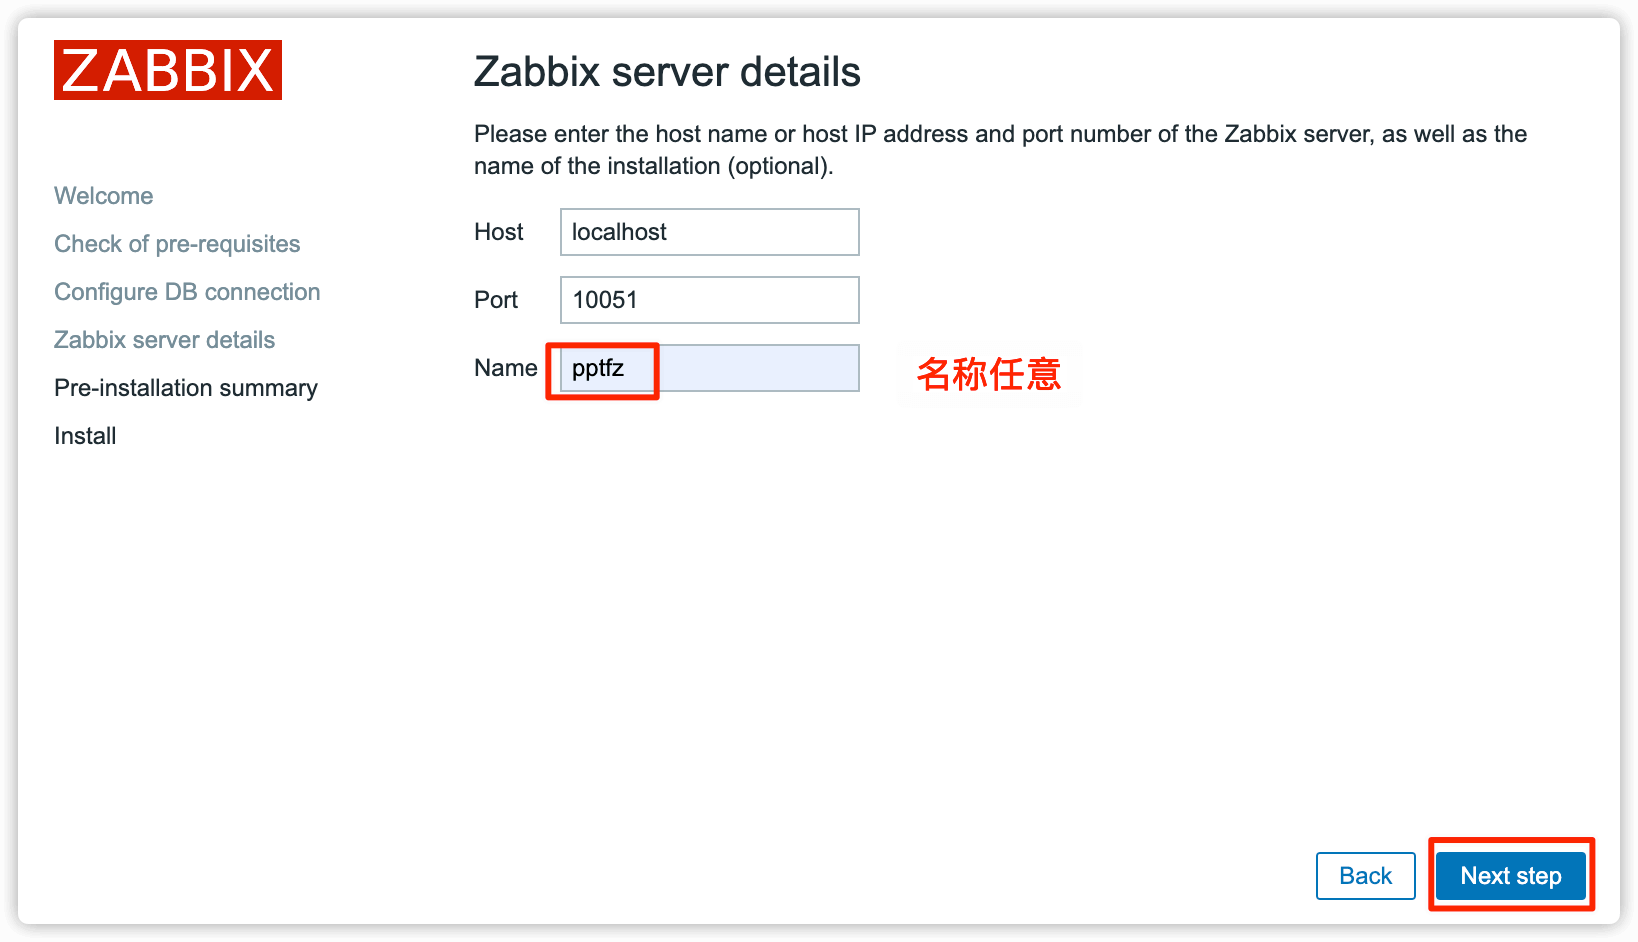 ZABBIX
Welcome
Check of pre-requisites
Configure DB connection
Zabbix server details
Pre-installation summary
Install
Zabbix server details
Please enter the host name or host IP address and port number of the Zabbix server, as well as the
name of the installation (optional).
Host localhost
Port 10051
Name pptfz 名称任意
Back Next step